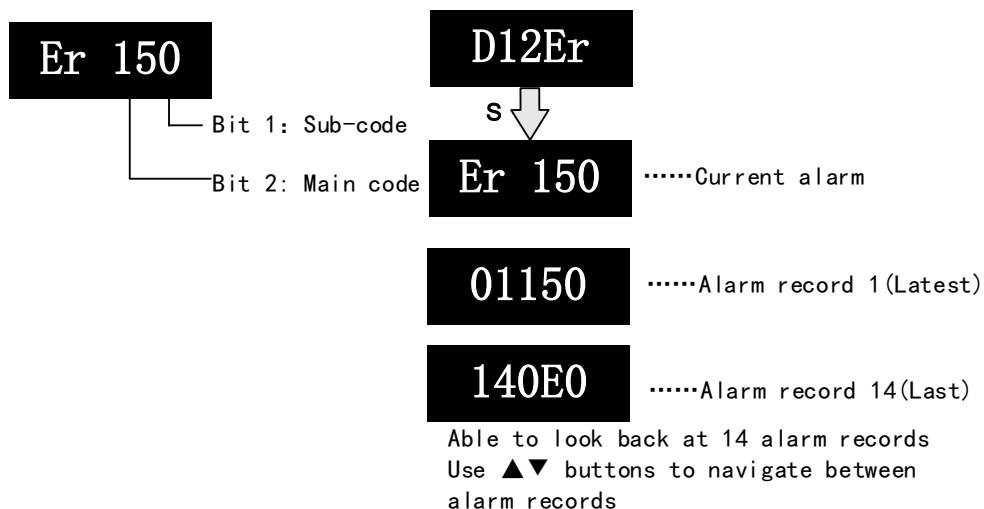 Er 150
Bit 1: Sub-code
Bit 2: Main code
D12Er
S
Er 150 ······Current alarm
01150 ······Alarm record 1(Latest)
140E0 ······Alarm record 14(Last)
Able to look back at 14 alarm records
Use ▲▼ buttons to navigate between
alarm records